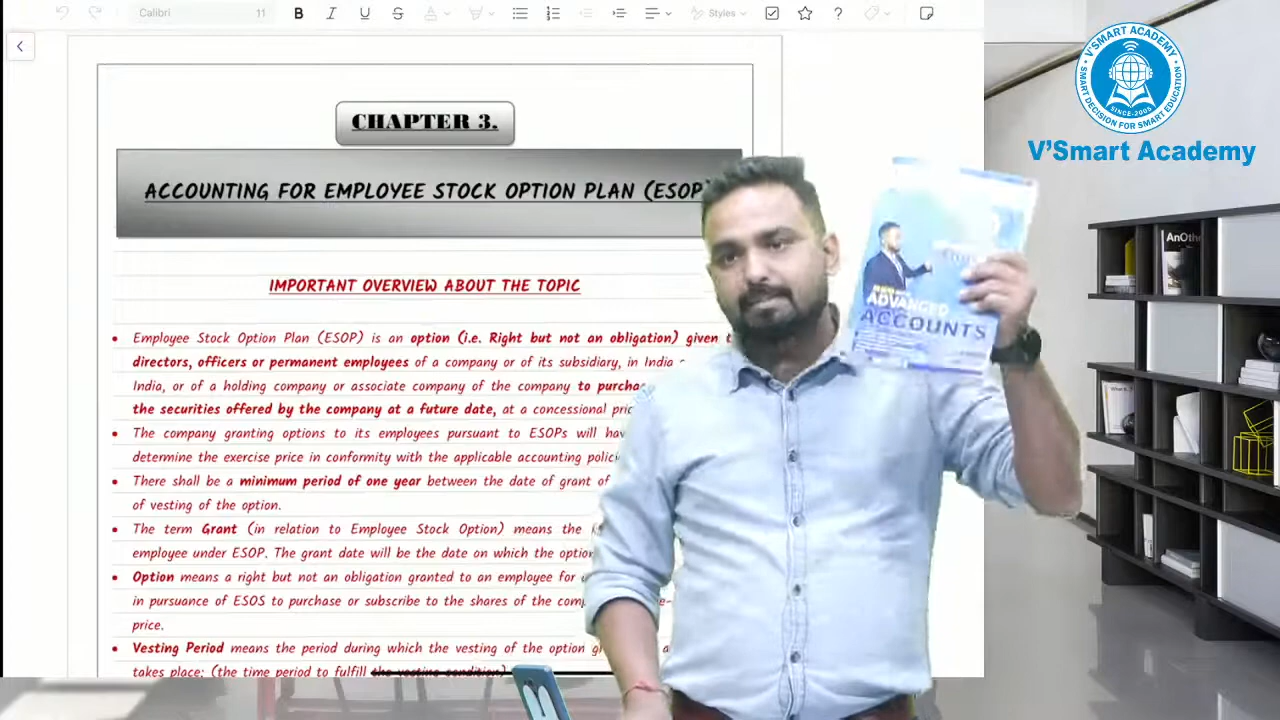 Calibri
11
B
I
U
S
Styles
?
CHAPTER 3.
ACCOUNTING FOR EMPLOYEE STOCK OPTION PLAN (ESOP)
IMPORTANT OVERVIEW ABOUT THE TOPIC
• Employee Stock Option Plan (ESOP) is an option (i.e. Right but not an obligation) given
directors, officers or permanent employees of a company or of its subsidiary, in India
India, or of a holding company or associate company of the company to
the securities offered by the company at a future date, at a concessional
• The company granting options to its employees pursuant to ESOPs will
determine the exercise price in conformity with the applicable accounting
• There shall be a minimum period of one year between the date of grant of
of vesting of the option.
• The term Grant (in relation to Employee Stock Option) means the
employee under ESOP. The grant date will be the date on which the
• Option means a right but not an obligation granted to an employee for
in pursuance of ESOS to purchase or subscribe to the shares of the
price.
• Vesting Period means the period during which the vesting of the option
takes place; (the time period to fulfill the vesting condition)
ADVANCED
ACCOUNTS
V'SMART ACADEMY
SMART DECISION FOR SMART EDUCATION
SINCE-2005
V'Smart Academy